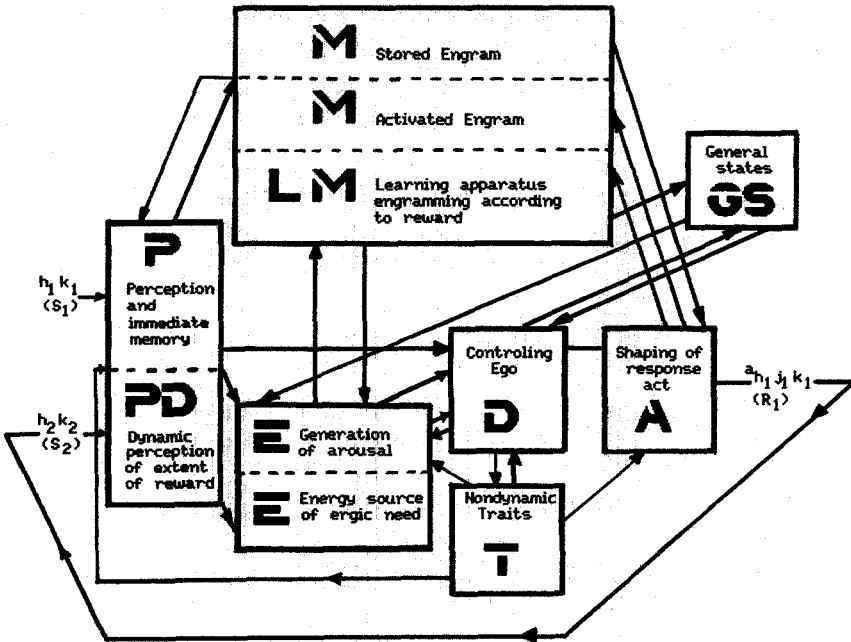 M Stored Engram
M Activated Engram
LM Learning apparatus
engramming according
to reward
General
states
GS
P
Perception
and
immediate
memory
h₁ k₁
(S₁)
PD
Dynamic
perception
of extent
of reward
h₂ k₂
(S₂)
E Generation
of arousal
E Energy source
of ergic need
Controling
Ego
D
Shaping of
response
act
A
a h₁ j₁ k₁
(R₁)
Nondynamic
Traits
T